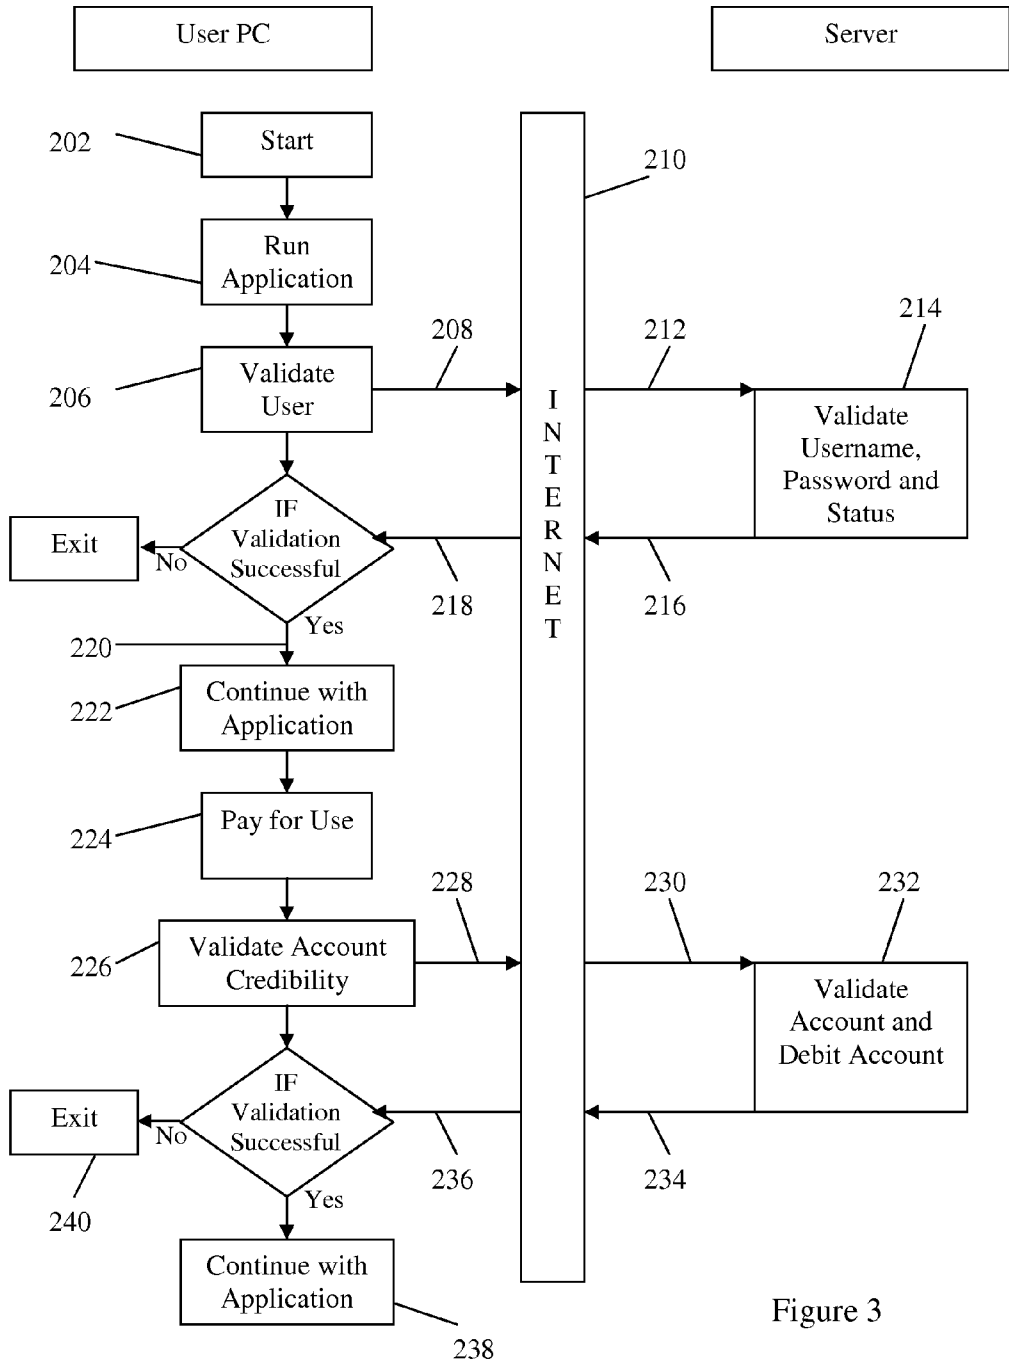 User PC
Server
Start
202
210
Run
Application
204
208
212
214
Validate
User
206
INTERNET
Validate
Username,
Password and
Status
IF
Validation
Successful
Exit
No
218
216
Yes
220
Continue with
Application
222
Pay for Use
224
228
230
232
Validate Account
Credibility
226
Validate
Account and
Debit Account
IF
Validation
Successful
Exit
No
236
234
Yes
240
Continue with
Application
238
Figure 3